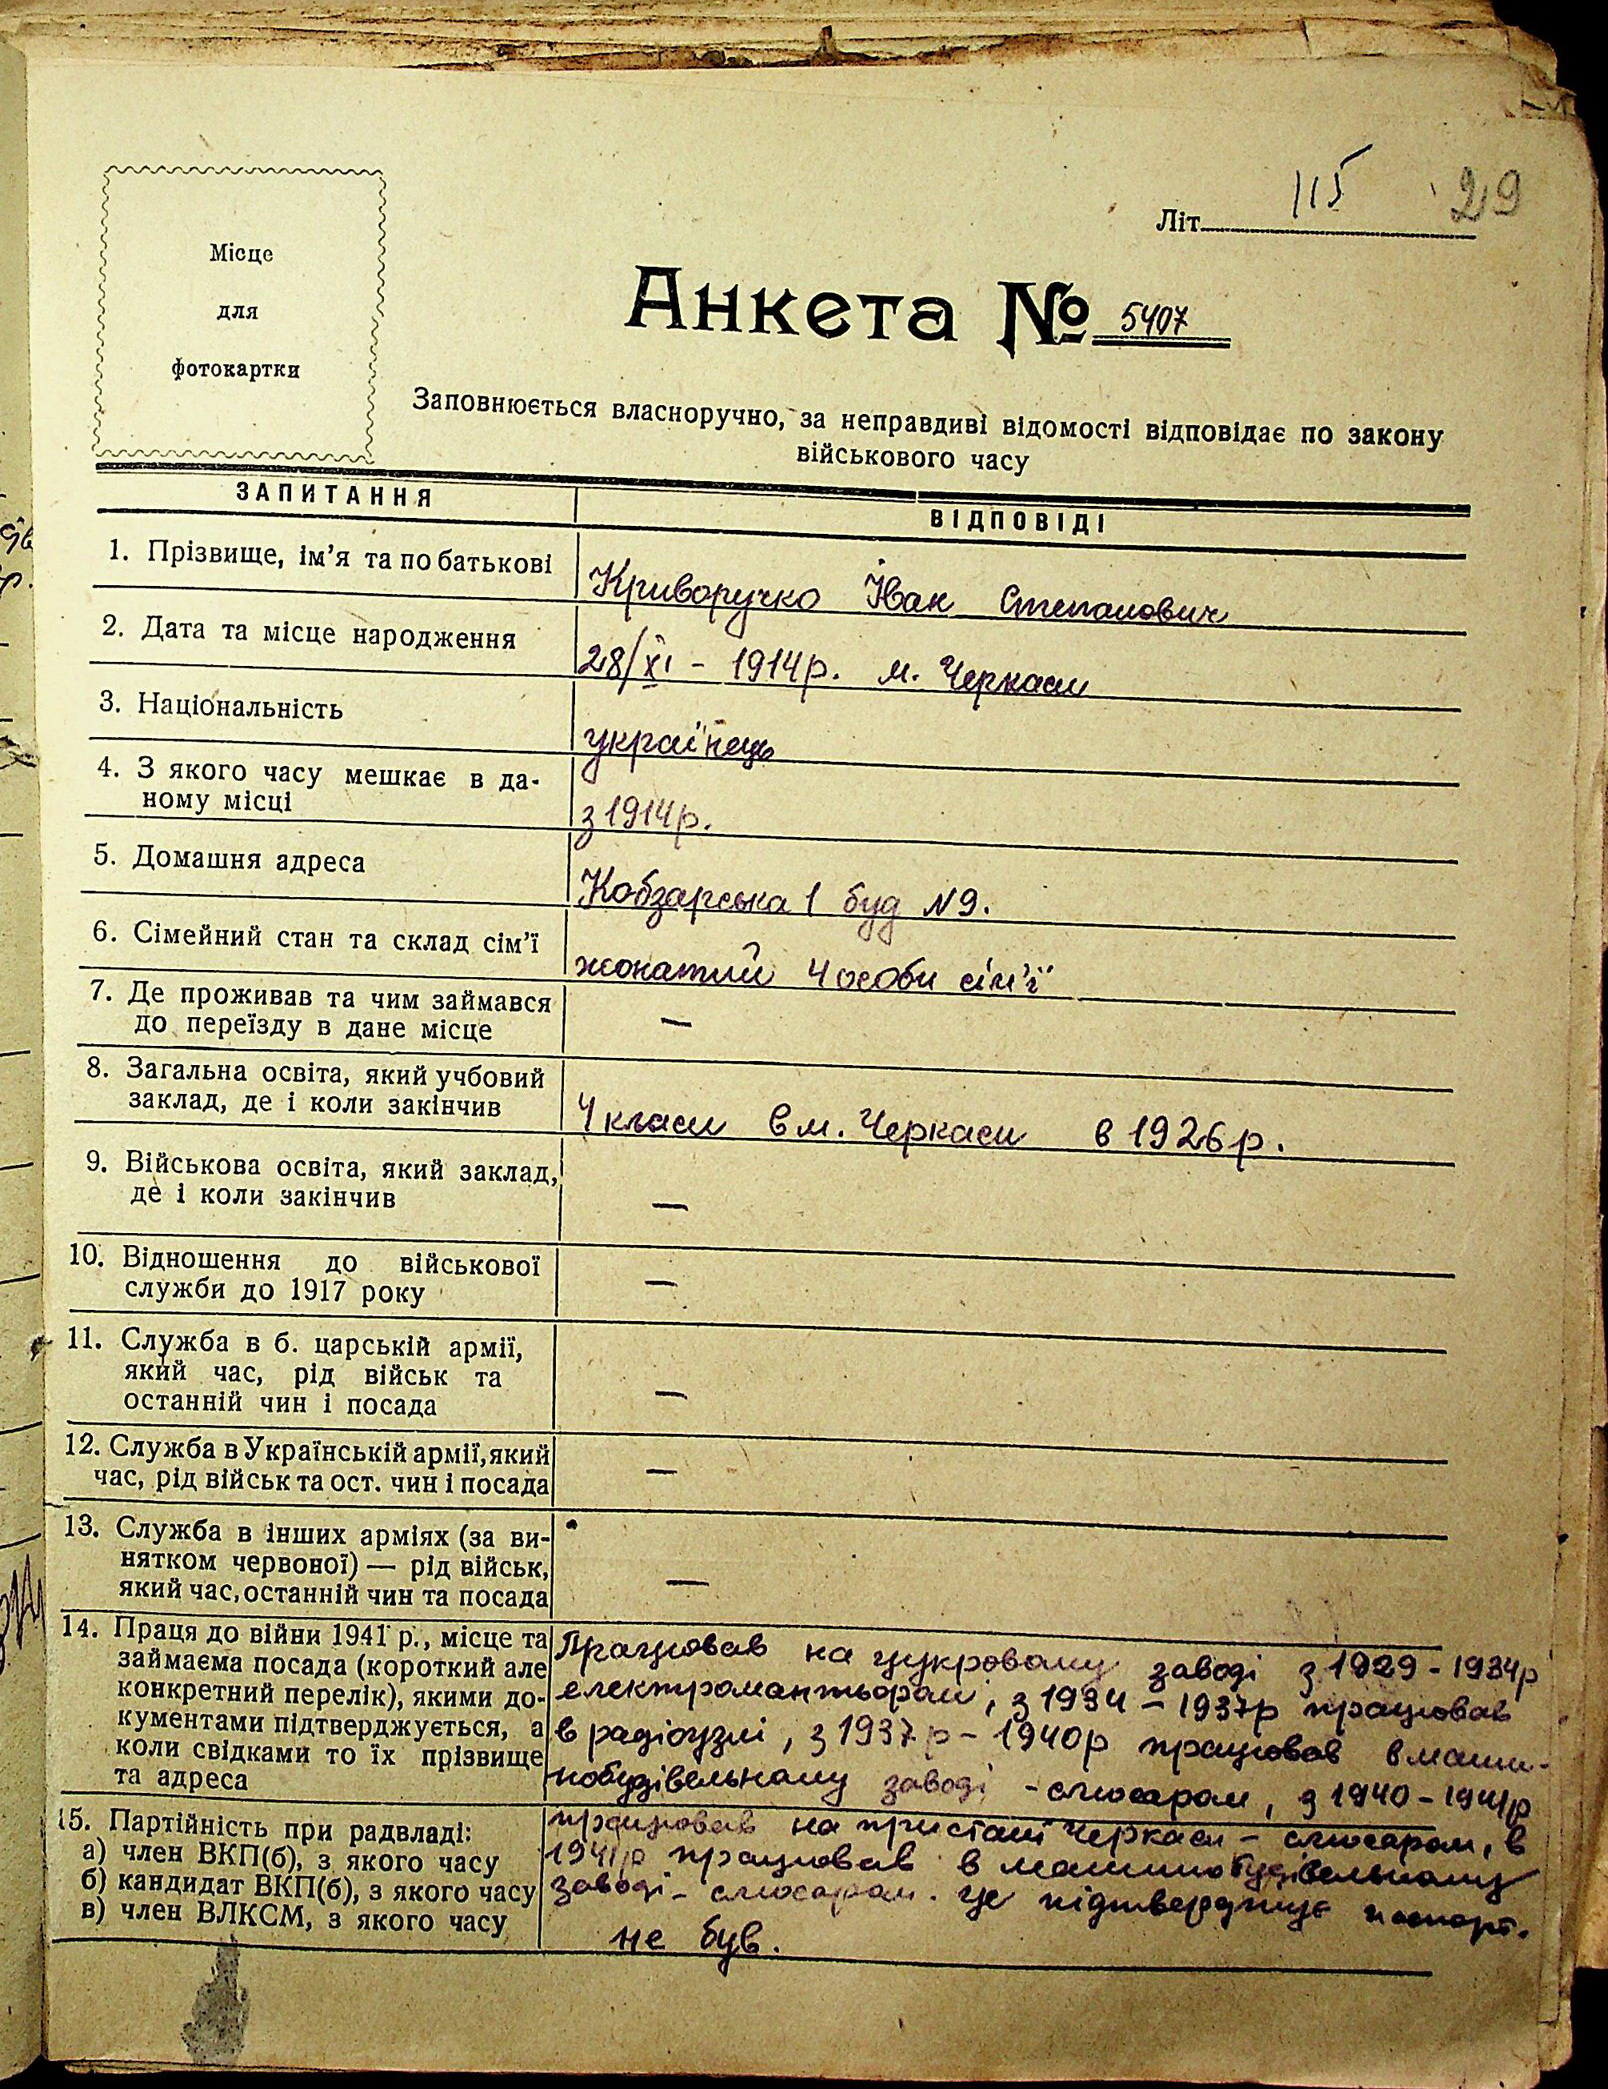 115 29
Літ.
Місце
для
фотокартки
Анкета № 5407
Заповнюється власноручно, за неправдиві відомості відповідає по закону
військового часу
ЗАПИТАННЯ
ВІДПОВІДІ
1. Прізвище, ім'я та по батькові
Криворучко Іван Степанович
2. Дата та місце народження
28/XI - 1914р. м. Черкаси
3. Національність
українець
4. З якого часу мешкає в да-
ному місці
з 1914р.
5. Домашня адреса
Кобзарська 1 буд №9.
6. Сімейний стан та склад сім'ї
жонатий 4 особи сім'ї
7. Де проживав та чим займався
до переїзду в дане місце
—
8. Загальна освіта, який учбовий
заклад, де і коли закінчив
4 класи в м. Черкаси в 1926р.
9. Військова освіта, який заклад,
де і коли закінчив
—
10. Відношення до військової
служби до 1917 року
—
11. Служба в б. царській армії,
який час, рід військ та
останній чин і посада
—
12. Служба в Українській армії, який
час, рід військ та ост. чин і посада
—
13. Служба в інших арміях (за ви-
нятком червоної) — рід військ,
який час, останній чин та посада
—
14. Праця до війни 1941 р., місце та
займаєма посада (короткий але
конкретний перелік), якими до-
кументами підтверджується, а
коли свідками то їх прізвище
та адреса
Працював на цукровому заводі з 1929 - 1934р
електромантьором, з 1934 - 1937р працював
в радіоузлі, з 1937р - 1940р працював в маши-
нобудівельному заводі - слюсаром, з 1940 - 1941р
працював на пристані Черкаси - слюсаром, в
1941р працював в машинобудівельному
заводі - слюсаром. це підтверджує паспорт.
15. Партійність при радвладі:
а) член ВКП(б), з якого часу
б) кандидат ВКП(б), з якого часу
в) член ВЛКСМ, з якого часу
не був.